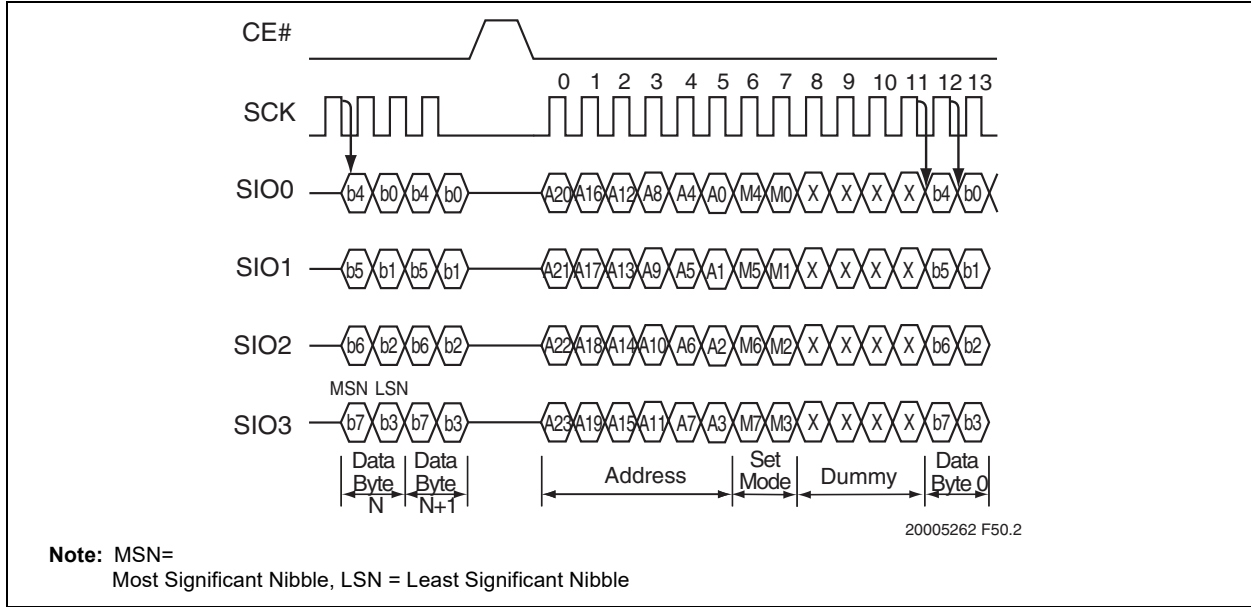 CE#
0 1 2 3 4 5 6 7 8 9 10 11 12 13
SCK
SIO0 b4 b0 b4 b0 A20 A16 A12 A8 A4 A0 M4 M0 X X X X b4 b0
SIO1 b5 b1 b5 b1 A21 A17 A13 A9 A5 A1 M5 M1 X X X X b5 b1
SIO2 b6 b2 b6 b2 A22 A18 A14 A10 A6 A2 M6 M2 X X X X b6 b2
MSN LSN
SIO3 b7 b3 b7 b3 A23 A19 A15 A11 A7 A3 M7 M3 X X X X b7 b3
Data Byte N
Data Byte N+1
Address
Set Mode
Dummy
Data Byte 0
20005262 F50.2
Note: MSN=
Most Significant Nibble, LSN = Least Significant Nibble